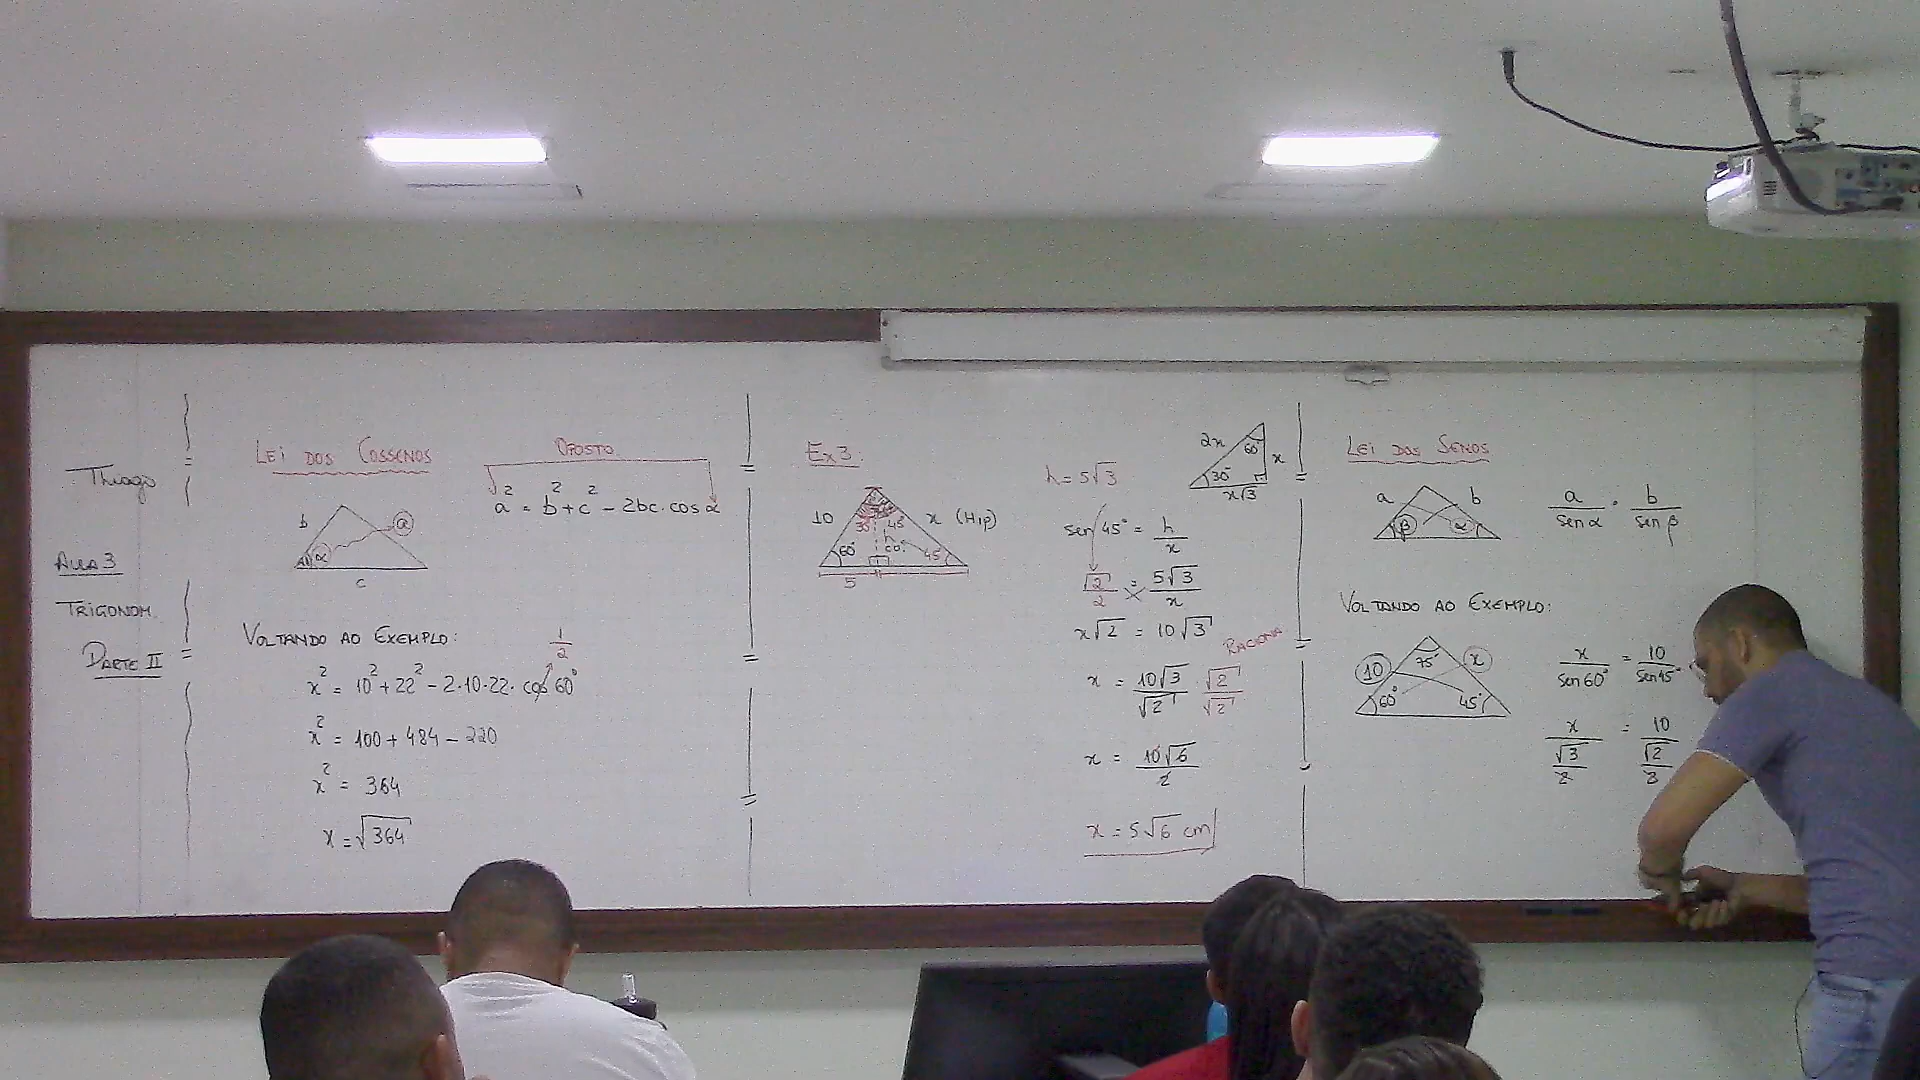 Thiago
AULA 3
TRIGONOM.
PARTE II
LEI DOS COSSENOS
OPOSTO
b
a
α
c
a² = b² + c² - 2bc·cos α
VOLTANDO AO EXEMPLO:
1/2
x² = 10² + 22² - 2·10·22·cos 60°
x² = 100 + 484 - 220
x² = 364
x = √364
Ex3:
10
30°
45°
x (Hip)
60°
h
45°
5
h = 5√3
2x
60°
x
30°
x√3
sen 45° = h/x
√2/2 = 5√3/x
x√2 = 10√3
RACIONA
x = 10√3/√2 · √2/√2
x = 10√6/2
x = 5√6 cm
LEI DOS SENOS
a
b
β
α
a/sen α = b/sen β
VOLTANDO AO EXEMPLO:
10
75°
x
60°
45°
x/sen 60° = 10/sen 45°
x/(√3/2) = 10/(√2/2)